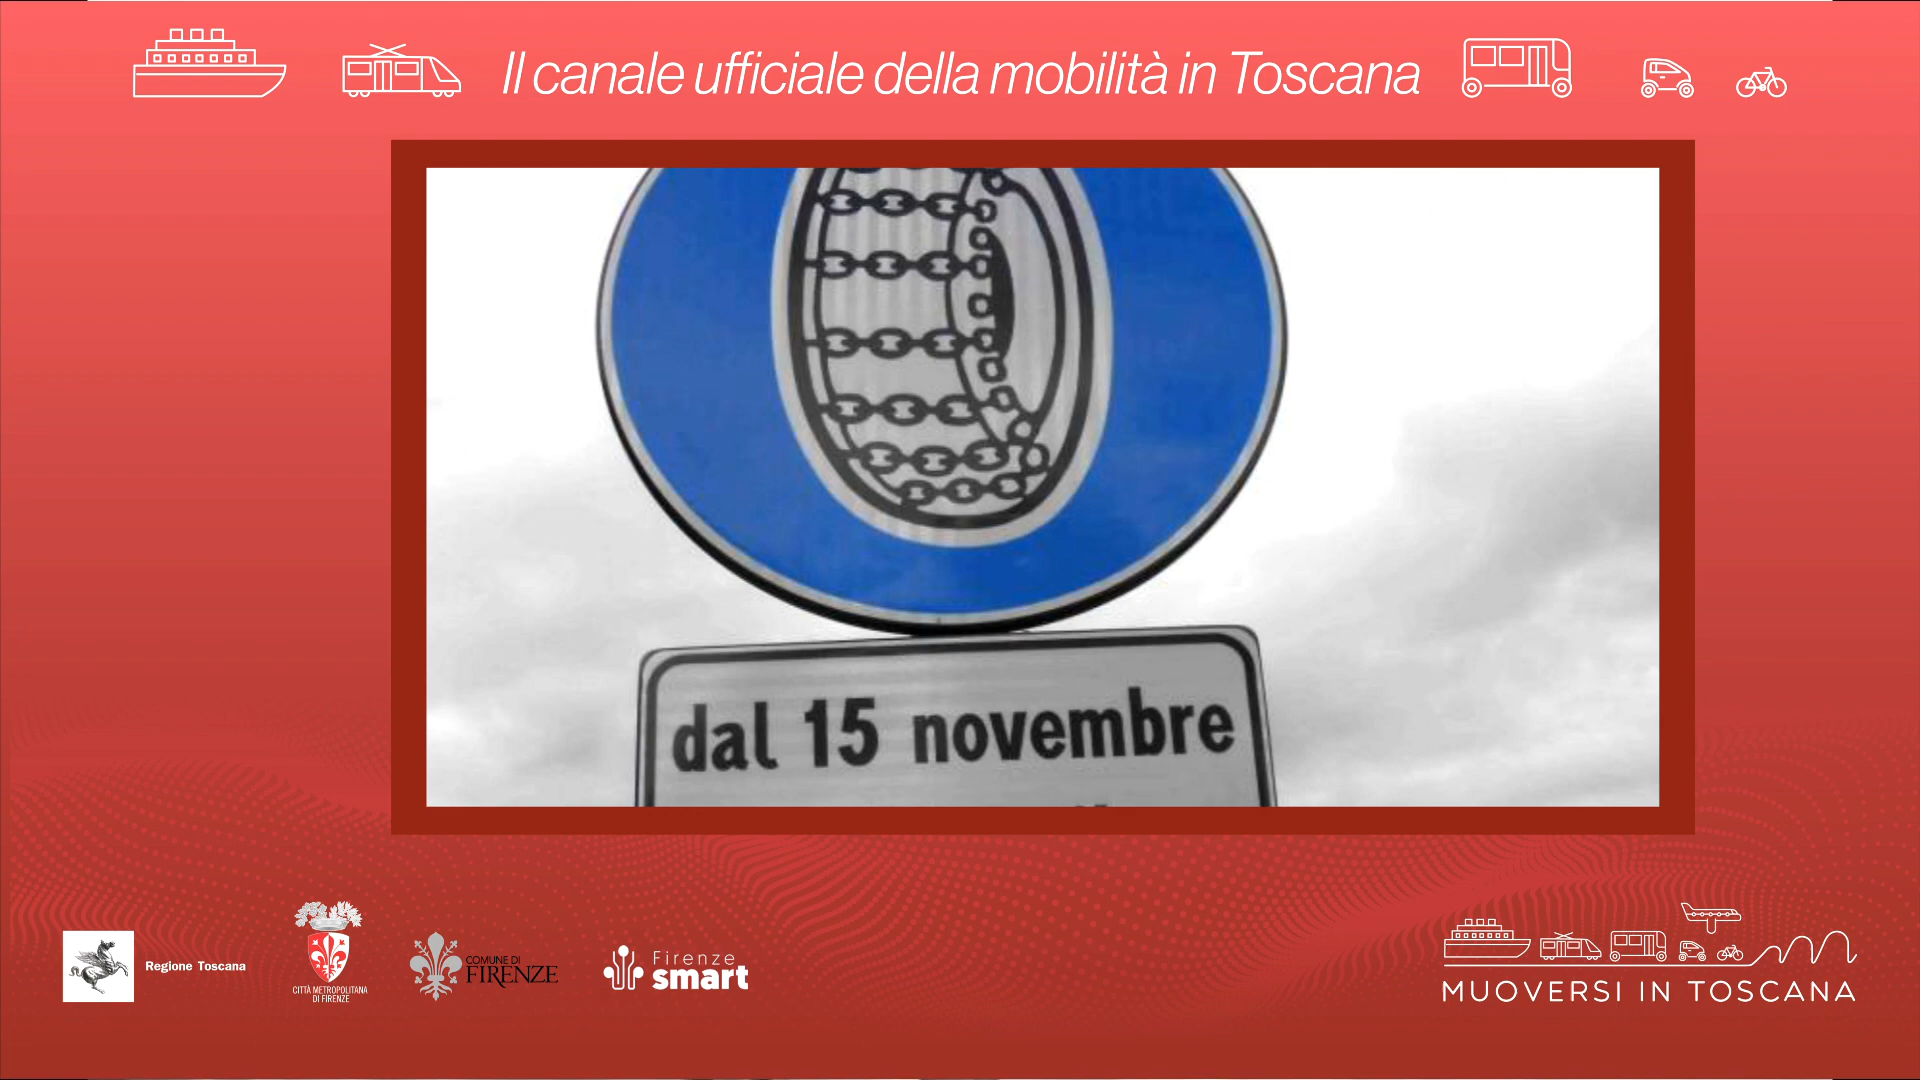 Il canale ufficiale della mobilità in Toscana
dal 15 novembre
Regione Toscana
CITTÀ METROPOLITANA
DI FIRENZE
COMUNE DI
FIRENZE
Firenze
smart
MUOVERSI IN TOSCANA